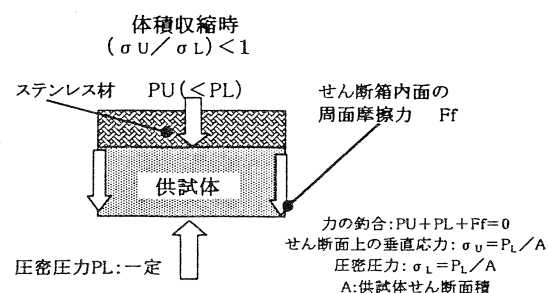 体積収縮時
(σU／σL)<1
ステンレス材
PU(<PL)
せん断箱内面の
周面摩擦力 Ff
供試体
圧密圧力PL:一定
力の釣合:PU+PL+Ff=0
せん断面上の垂直応力:σU=PL/A
圧密圧力:σL=PL/A
A:供試体せん断面積